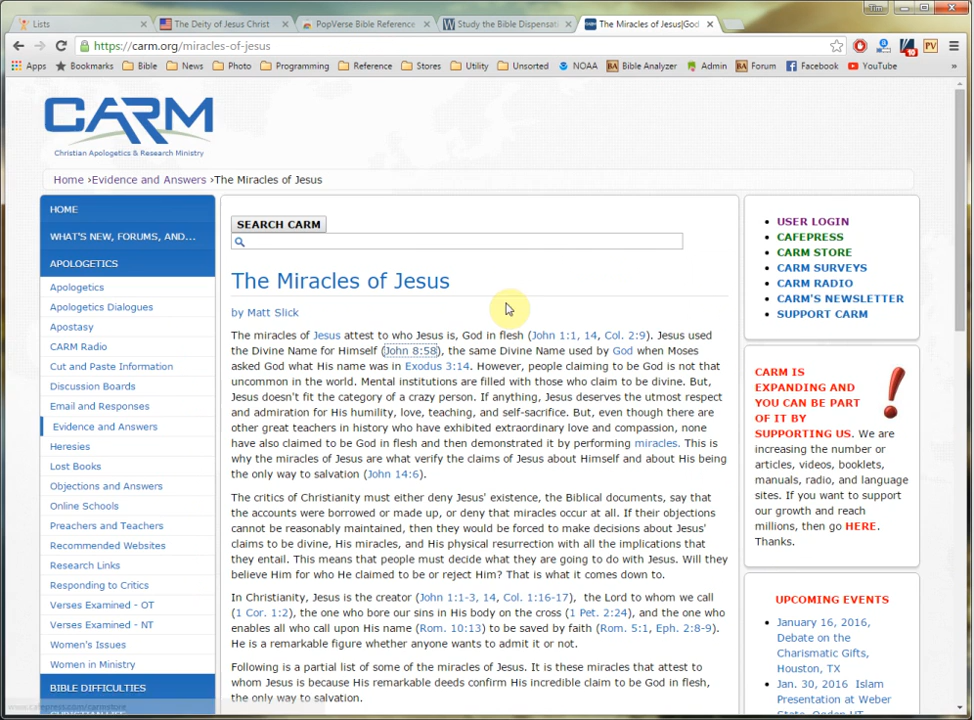 Tim
Lists
The Deity of Jesus Christ
PopVerse Bible Reference
Study the Bible Dispensat
The Miracles of Jesus|God
https://carm.org/miracles-of-jesus
10
PV
Apps
Bookmarks
Bible
News
Photo
Programming
Reference
Stores
Utility
Unsorted
NOAA
BA Bible Analyzer
Admin
BA Forum
Facebook
YouTube
»
CARM
Christian Apologetics & Research Ministry
Home ›Evidence and Answers ›The Miracles of Jesus
HOME
WHAT'S NEW, FORUMS, AND...
APOLOGETICS
Apologetics
Apologetics Dialogues
Apostasy
CARM Radio
Cut and Paste Information
Discussion Boards
Email and Responses
Evidence and Answers
Heresies
Lost Books
Objections and Answers
Online Schools
Preachers and Teachers
Recommended Websites
Research Links
Responding to Critics
Verses Examined - OT
Verses Examined - NT
Women's Issues
Women in Ministry
BIBLE DIFFICULTIES
CHRISTIAN LIFE
www.cafepress.com/carmstore
SEARCH CARM
The Miracles of Jesus
by Matt Slick
The miracles of Jesus attest to who Jesus is, God in flesh (John 1:1, 14, Col. 2:9). Jesus used
the Divine Name for Himself (John 8:58), the same Divine Name used by God when Moses
asked God what His name was in Exodus 3:14. However, people claiming to be God is not that
uncommon in the world. Mental institutions are filled with those who claim to be divine. But,
Jesus doesn't fit the category of a crazy person. If anything, Jesus deserves the utmost respect
and admiration for His humility, love, teaching, and self-sacrifice. But, even though there are
other great teachers in history who have exhibited extraordinary love and compassion, none
have also claimed to be God in flesh and then demonstrated it by performing miracles. This is
why the miracles of Jesus are what verify the claims of Jesus about Himself and about His being
the only way to salvation (John 14:6).
The critics of Christianity must either deny Jesus' existence, the Biblical documents, say that
the accounts were borrowed or made up, or deny that miracles occur at all. If their objections
cannot be reasonably maintained, then they would be forced to make decisions about Jesus'
claims to be divine, His miracles, and His physical resurrection with all the implications that
they entail. This means that people must decide what they are going to do with Jesus. Will they
believe Him for who He claimed to be or reject Him? That is what it comes down to.
In Christianity, Jesus is the creator (John 1:1-3, 14, Col. 1:16-17), the Lord to whom we call
(1 Cor. 1:2), the one who bore our sins in His body on the cross (1 Pet. 2:24), and the one who
enables all who call upon His name (Rom. 10:13) to be saved by faith (Rom. 5:1, Eph. 2:8-9).
He is a remarkable figure whether anyone wants to admit it or not.
Following is a partial list of some of the miracles of Jesus. It is these miracles that attest to
whom Jesus is because His remarkable deeds confirm His incredible claim to be God in flesh,
the only way to salvation.
USER LOGIN
CAFEPRESS
CARM STORE
CARM SURVEYS
CARM RADIO
CARM'S NEWSLETTER
SUPPORT CARM
CARM IS
EXPANDING AND
YOU CAN BE PART
OF IT BY
SUPPORTING US. We are
increasing the number or
articles, videos, booklets,
manuals, radio, and language
sites. If you want to support
our growth and reach
millions, then go HERE.
Thanks.
UPCOMING EVENTS
January 16, 2016,
Debate on the
Charismatic Gifts,
Houston, TX
Jan. 30, 2016 Islam
Presentation at Weber
State, Ogden UT